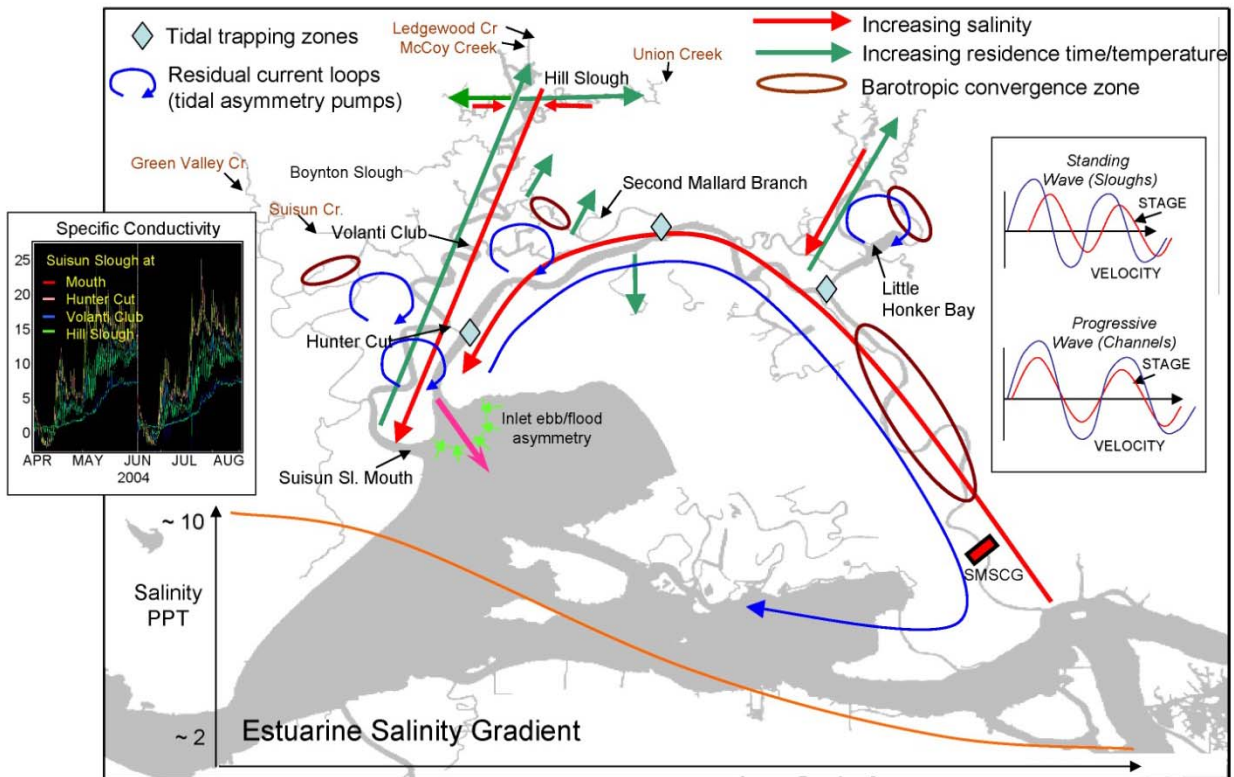 Tidal trapping zones
Residual current loops
(tidal asymmetry pumps)
Ledgewood Cr
McCoy Creek
Union Creek
Hill Slough
Increasing salinity
Increasing residence time/temperature
Barotropic convergence zone
Green Valley Cr.
Boynton Slough
Suisun Cr.
Volanti Club
Second Mallard Branch
Hunter Cut
Little
Honker Bay
Inlet ebb/flood
asymmetry
Suisun Sl. Mouth
SMSCG
Specific Conductivity
Suisun Slough at
Mouth
Hunter Cut
Volanti Club
Hill Slough
25
20
15
10
5
0
APR MAY JUN JUL AUG
2004
Standing
Wave (Sloughs)
STAGE
VELOCITY
Progressive
Wave (Channels)
STAGE
VELOCITY
~ 10
Salinity
PPT
~ 2
Estuarine Salinity Gradient